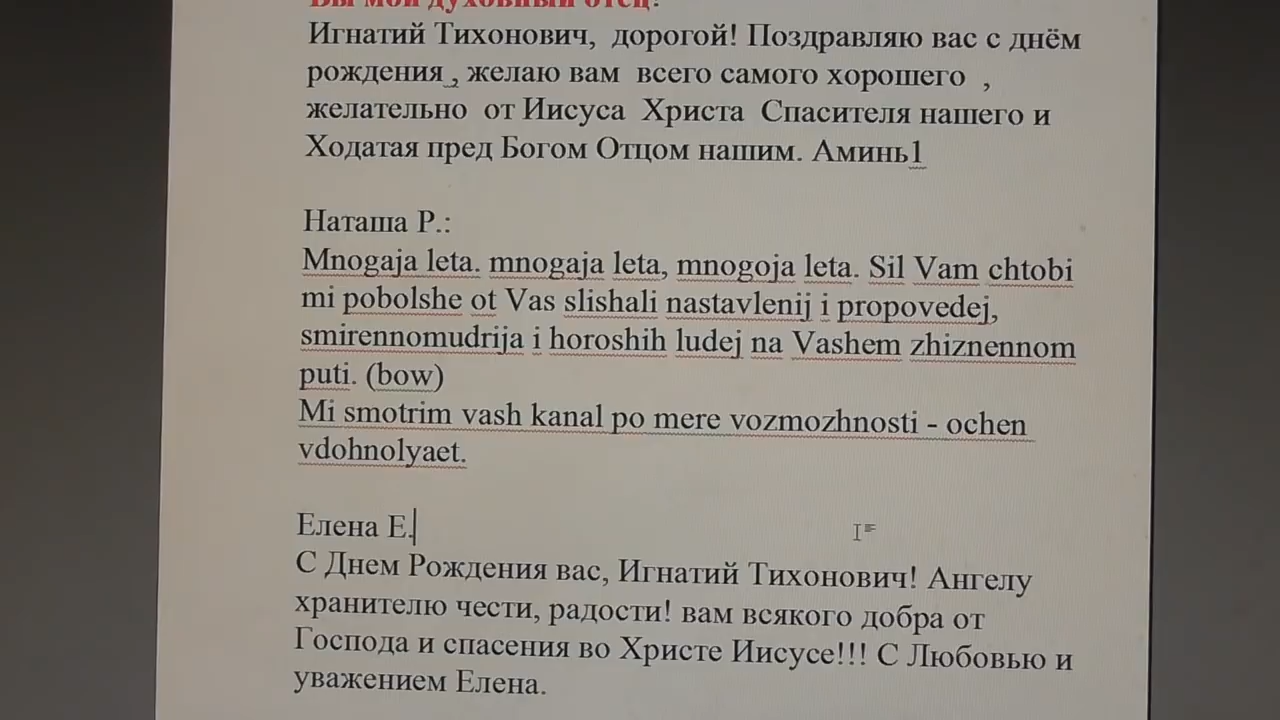 Вы мой духовный отец!
Игнатий Тихонович, дорогой! Поздравляю вас с днём
рождения , желаю вам всего самого хорошего ,
желательно от Иисуса Христа Спасителя нашего и
Ходатая пред Богом Отцом нашим. Аминь1
Наташа Р.:
Mnogaja leta. mnogaja leta, mnogoja leta. Sil Vam chtobi
mi pobolshe ot Vas slishali nastavlenij i propovedej,
smirennomudrija i horoshih ludej na Vashem zhiznennom
puti. (bow)
Mi smotrim vash kanal po mere vozmozhnosti - ochen
vdohnolyaet.
Елена Е.
С Днем Рождения вас, Игнатий Тихонович! Ангелу
хранителю чести, радости! вам всякого добра от
Господа и спасения во Христе Иисусе!!! С Любовью и
уважением Елена.